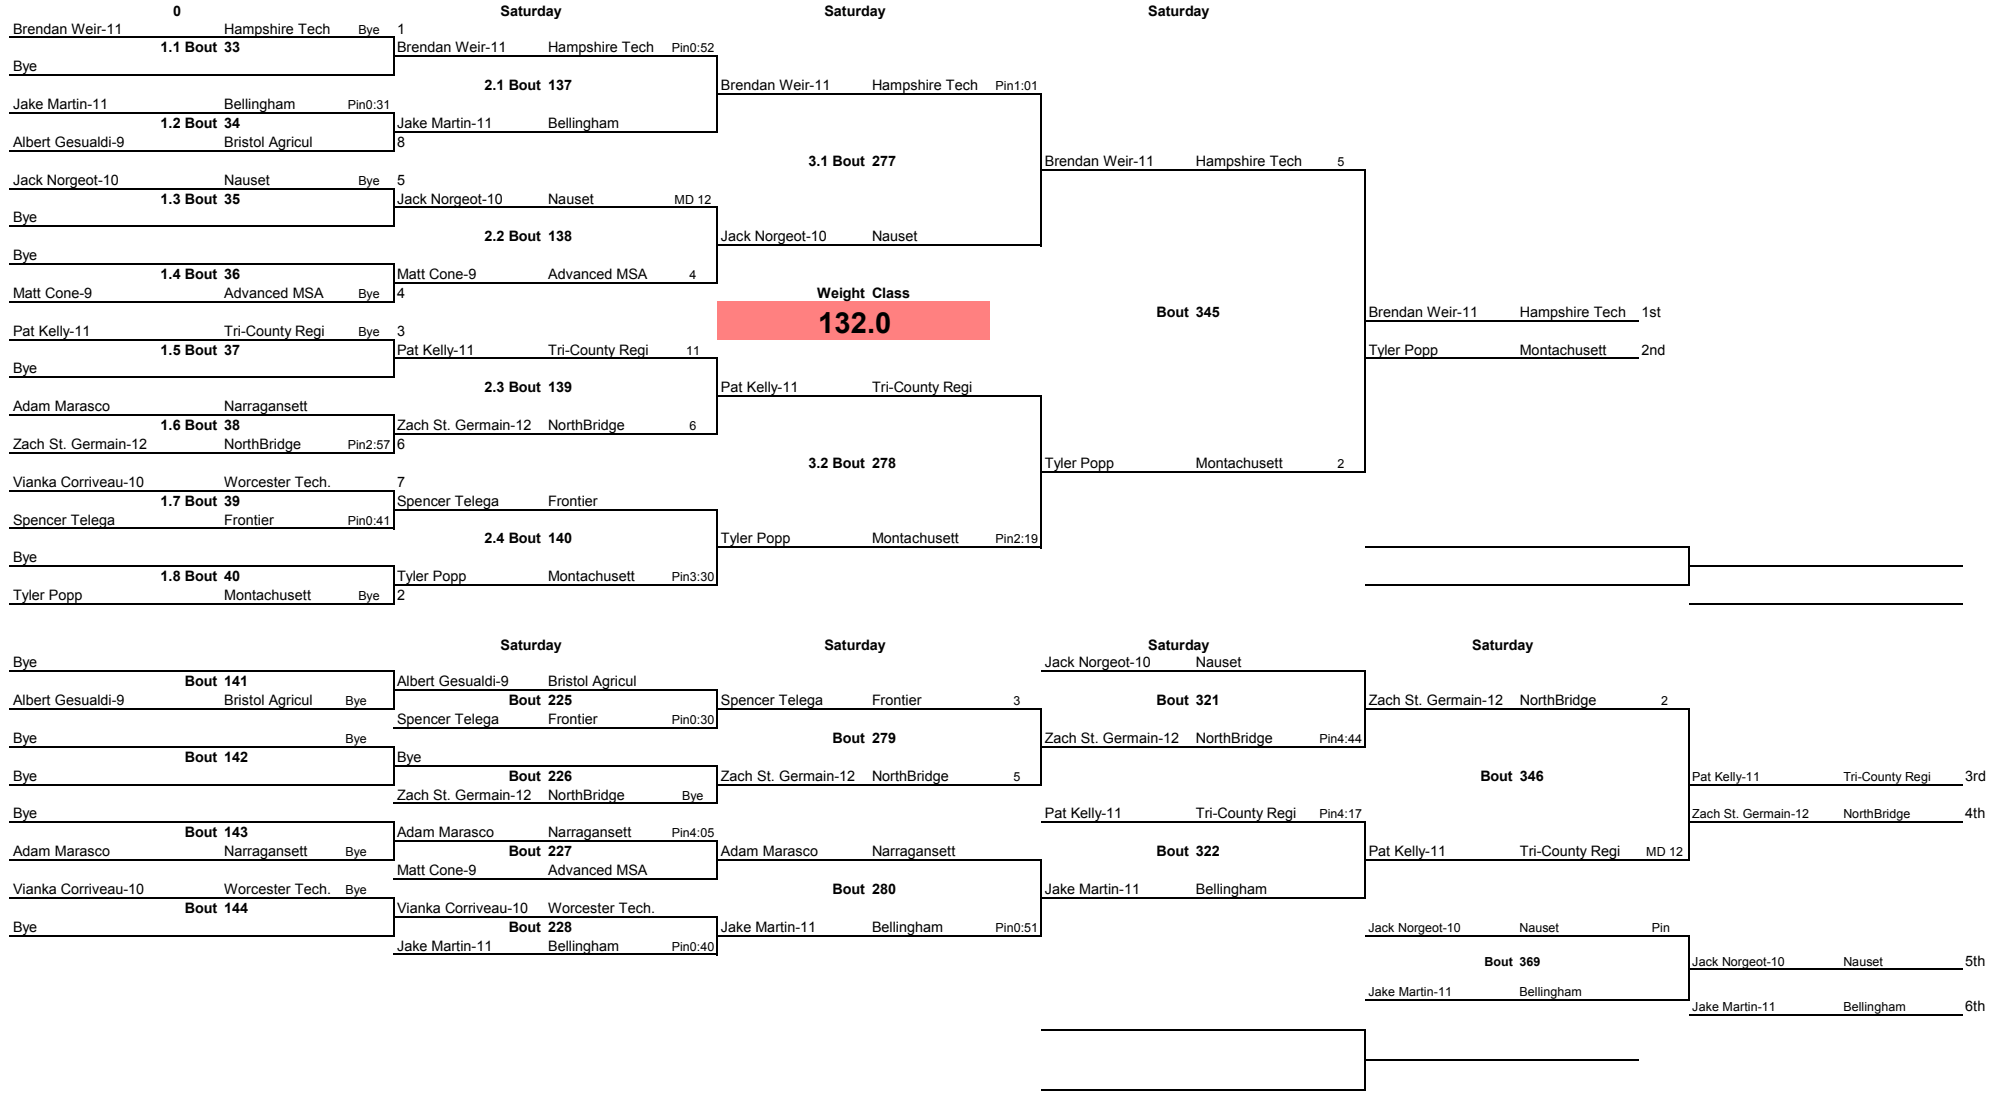 0 Saturday Saturday Saturday
Brendan Weir-11 Hampshire Tech Bye 1
1.1 Bout 33 Brendan Weir-11 Hampshire Tech Pin0:52
Bye
2.1 Bout 137 Brendan Weir-11 Hampshire Tech Pin1:01
Jake Martin-11 Bellingham Pin0:31
1.2 Bout 34 Jake Martin-11 Bellingham
Albert Gesualdi-9 Bristol Agricul 8
3.1 Bout 277 Brendan Weir-11 Hampshire Tech 5
Jack Norgeot-10 Nauset Bye 5
1.3 Bout 35 Jack Norgeot-10 Nauset MD 12
Bye
2.2 Bout 138 Jack Norgeot-10 Nauset
Bye
1.4 Bout 36 Matt Cone-9 Advanced MSA 4
Matt Cone-9 Advanced MSA Bye 4 Weight Class
132.0 Bout 345 Brendan Weir-11 Hampshire Tech 1st
Pat Kelly-11 Tri-County Regi Bye 3
1.5 Bout 37 Pat Kelly-11 Tri-County Regi 11 Tyler Popp Montachusett 2nd
Bye
2.3 Bout 139 Pat Kelly-11 Tri-County Regi
Adam Marasco Narragansett
1.6 Bout 38 Zach St. Germain-12 NorthBridge 6
Zach St. Germain-12 NorthBridge Pin2:57 6
3.2 Bout 278 Tyler Popp Montachusett 2
Vianka Corriveau-10 Worcester Tech. 7
1.7 Bout 39 Spencer Telega Frontier
Spencer Telega Frontier Pin0:41
2.4 Bout 140 Tyler Popp Montachusett Pin2:19
Bye
1.8 Bout 40 Tyler Popp Montachusett Pin3:30
Tyler Popp Montachusett Bye 2
Saturday Saturday Saturday Saturday
Bye Jack Norgeot-10 Nauset
Bout 141 Albert Gesualdi-9 Bristol Agricul
Albert Gesualdi-9 Bristol Agricul Bye Bout 225 Spencer Telega Frontier 3 Bout 321 Zach St. Germain-12 NorthBridge 2
Spencer Telega Frontier Pin0:30
Bye Bye Bout 279 Zach St. Germain-12 NorthBridge Pin4:44
Bout 142 Bye
Bye Bout 226 Zach St. Germain-12 NorthBridge 5 Bout 346 Pat Kelly-11 Tri-County Regi 3rd
Zach St. Germain-12 NorthBridge Bye
Bye Pat Kelly-11 Tri-County Regi Pin4:17 Zach St. Germain-12 NorthBridge 4th
Bout 143 Adam Marasco Narragansett Pin4:05
Adam Marasco Narragansett Bye Bout 227 Adam Marasco Narragansett Bout 322 Pat Kelly-11 Tri-County Regi MD 12
Matt Cone-9 Advanced MSA
Vianka Corriveau-10 Worcester Tech. Bye Bout 280 Jake Martin-11 Bellingham
Bout 144 Vianka Corriveau-10 Worcester Tech.
Bye Bout 228 Jake Martin-11 Bellingham Pin0:51 Jack Norgeot-10 Nauset Pin
Jake Martin-11 Bellingham Pin0:40
Bout 369 Jack Norgeot-10 Nauset 5th
Jake Martin-11 Bellingham
Jake Martin-11 Bellingham 6th